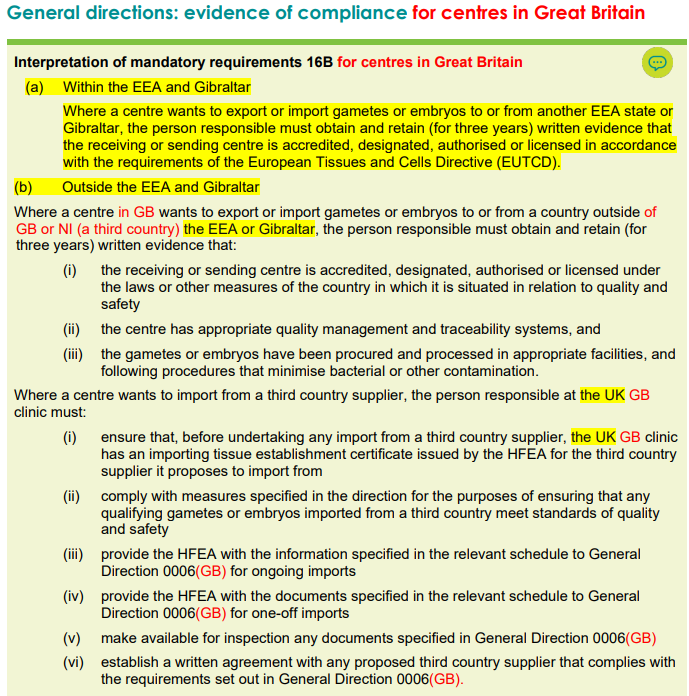 General directions: evidence of compliance for centres in Great Britain
Interpretation of mandatory requirements 16B for centres in Great Britain
(a) Within the EEA and Gibraltar
Where a centre wants to export or import gametes or embryos to or from another EEA state or
Gibraltar, the person responsible must obtain and retain (for three years) written evidence that
the receiving or sending centre is accredited, designated, authorised or licensed in accordance
with the requirements of the European Tissues and Cells Directive (EUTCD).
(b) Outside the EEA and Gibraltar
Where a centre in GB wants to export or import gametes or embryos to or from a country outside of
GB or NI (a third country) the EEA or Gibraltar, the person responsible must obtain and retain (for
three years) written evidence that:
(i) the receiving or sending centre is accredited, designated, authorised or licensed under
the laws or other measures of the country in which it is situated in relation to quality and
safety
(ii) the centre has appropriate quality management and traceability systems, and
(iii) the gametes or embryos have been procured and processed in appropriate facilities, and
following procedures that minimise bacterial or other contamination.
Where a centre wants to import from a third country supplier, the person responsible at the UK GB
clinic must:
(i) ensure that, before undertaking any import from a third country supplier, the UK GB clinic
has an importing tissue establishment certificate issued by the HFEA for the third country
supplier it proposes to import from
(ii) comply with measures specified in the direction for the purposes of ensuring that any
qualifying gametes or embryos imported from a third country meet standards of quality
and safety
(iii) provide the HFEA with the information specified in the relevant schedule to General
Direction 0006(GB) for ongoing imports
(iv) provide the HFEA with the documents specified in the relevant schedule to General
Direction 0006(GB) for one-off imports
(v) make available for inspection any documents specified in General Direction 0006(GB)
(vi) establish a written agreement with any proposed third country supplier that complies with
the requirements set out in General Direction 0006(GB).